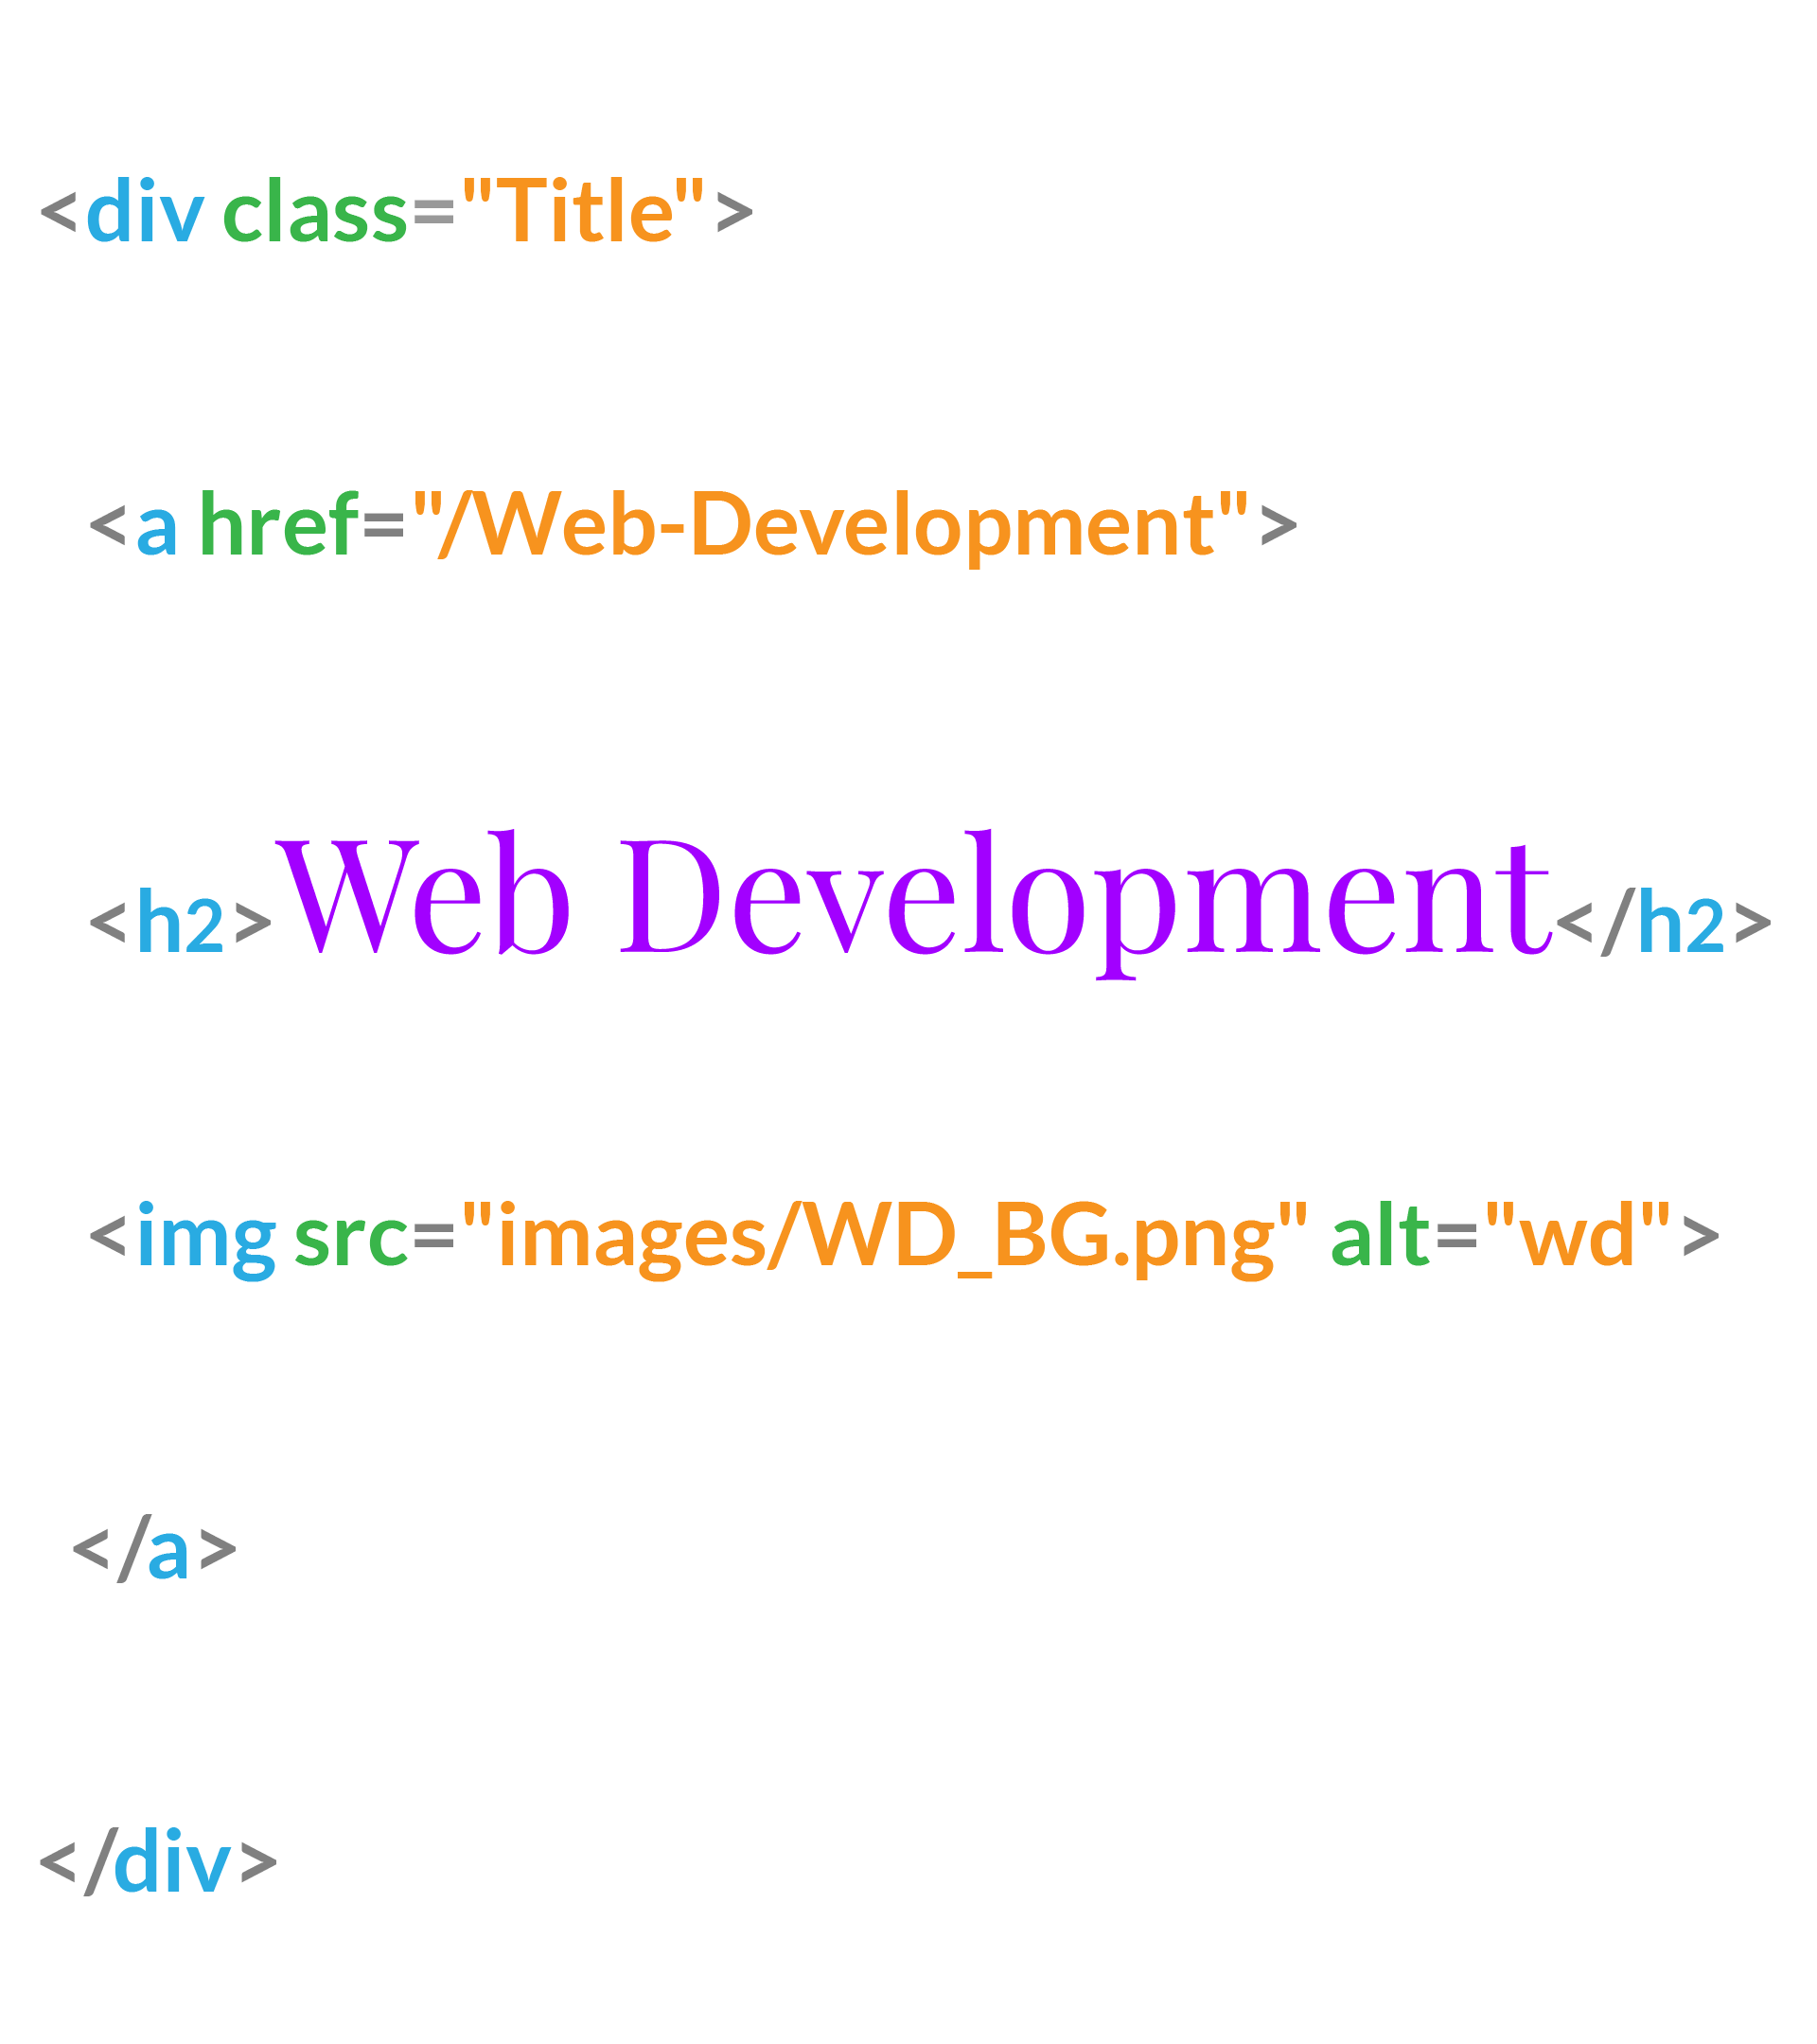 <div class="Title">
<a href="/Web-Development">
<h2>Web Development</h2>
<img src="images/WD_BG.png" alt="wd">
</a>
</div>